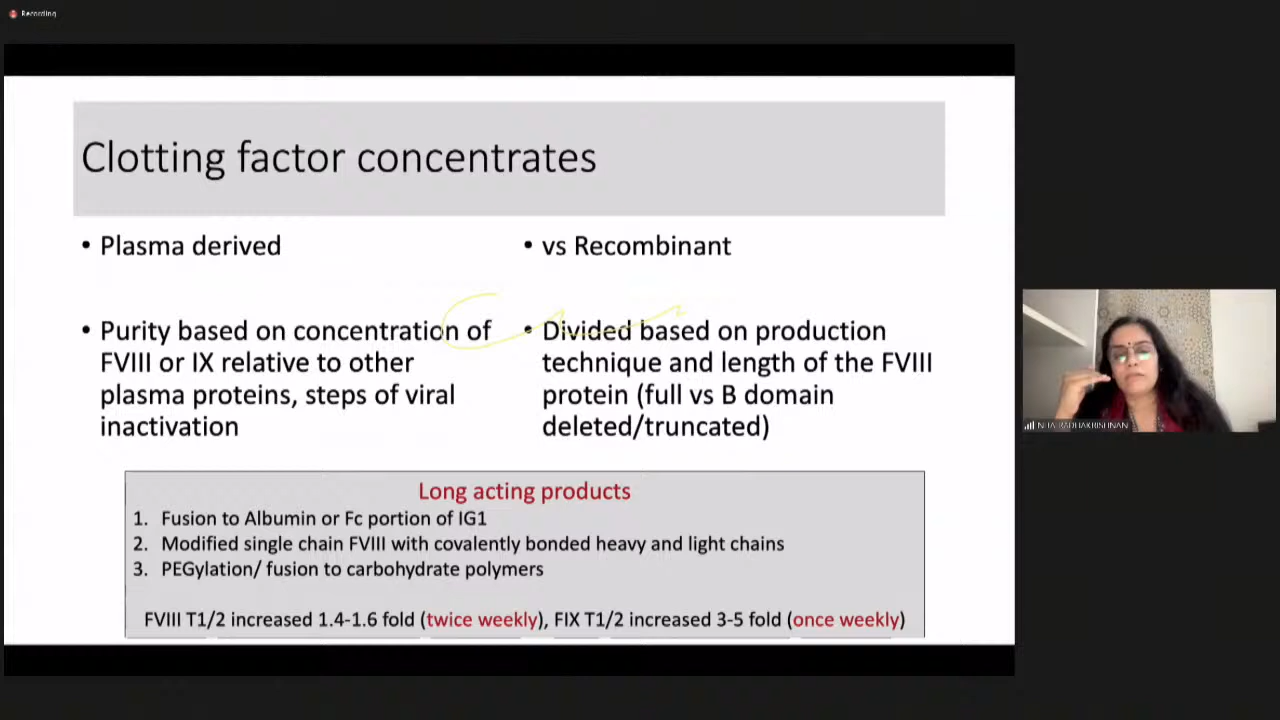 Recording
Clotting factor concentrates
• Plasma derived
• vs Recombinant
• Purity based on concentration of
FVIII or IX relative to other
plasma proteins, steps of viral
inactivation
• Divided based on production
technique and length of the FVIII
protein (full vs B domain
deleted/truncated)
Long acting products
1. Fusion to Albumin or Fc portion of IG1
2. Modified single chain FVIII with covalently bonded heavy and light chains
3. PEGylation/ fusion to carbohydrate polymers
FVIII T1/2 increased 1.4-1.6 fold (twice weekly), FIX T1/2 increased 3-5 fold (once weekly)
NITA RADHAKRISHNAN